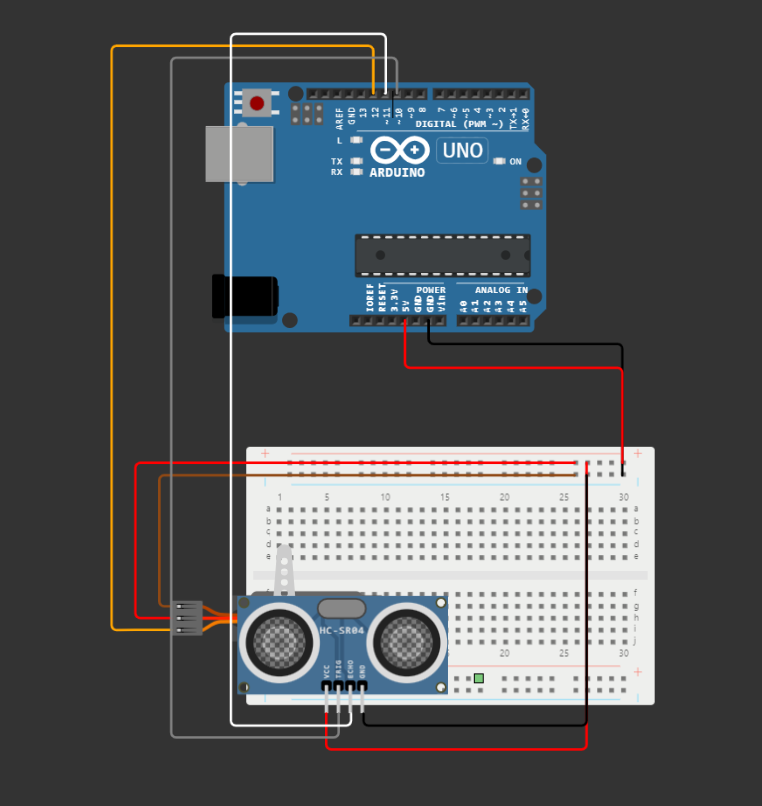 AREF
GND
13
12
~11
~10
~9
8
7
~6
~5
4
~3
2
TX→1
RX←0
DIGITAL (PWM ~)
L
TX
RX
UNO
ON
ARDUINO
IOREF
RESET
3.3V
5V
GND
GND
Vin
POWER
ANALOG IN
A0
A1
A2
A3
A4
A5
+ +
- -
1 5 10 15 20 25 30
a a
b b
c c
d d
e e
f f
g
h
i
j
HC-SR04
20 25 30
VCC
TRIG
ECHO
GND
+
-